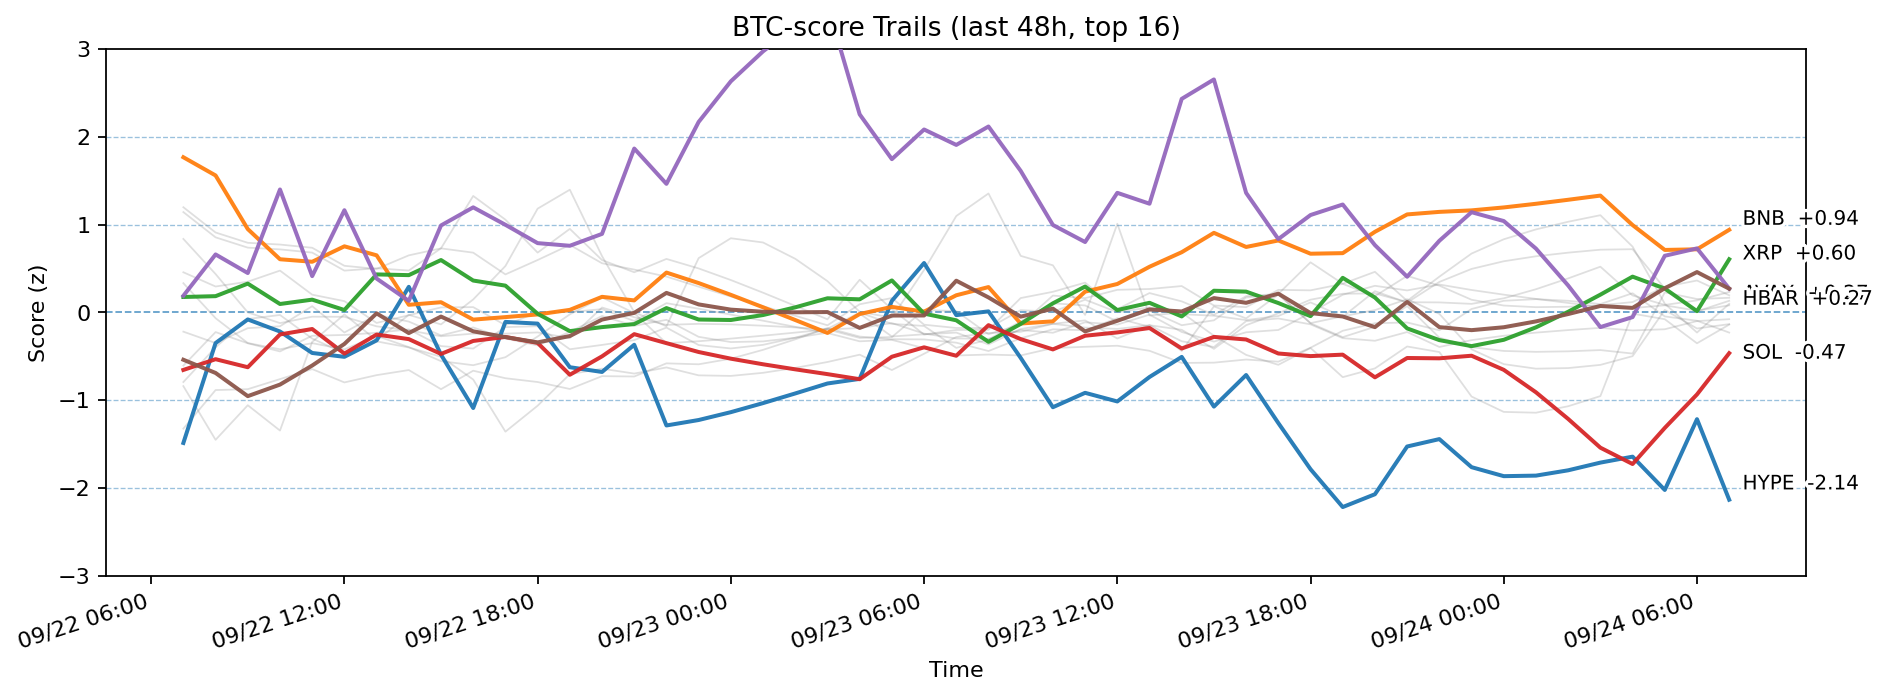 BTC-score Trails (last 48h, top 16)
Score (z)
3
2
1
0
−1
−2
−3
BNB +0.94
XRP +0.60
HBAR +0.27
SOL -0.47
HYPE -2.14
09/22 06:00
09/22 12:00
09/22 18:00
09/23 00:00
09/23 06:00
09/23 12:00
09/23 18:00
09/24 00:00
09/24 06:00
Time